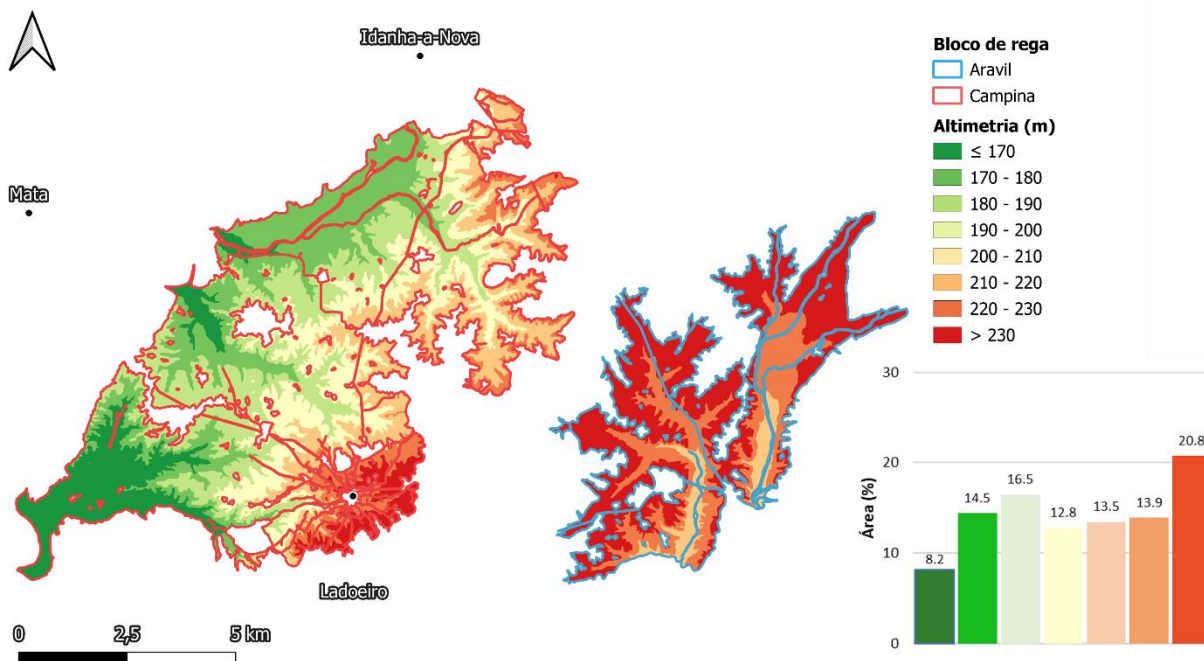 Idanha-a-Nova
Mata
Ladoeiro
0 2,5 5 km
Bloco de rega
Aravil
Campina
Altimetria (m)
≤ 170
170 - 180
180 - 190
190 - 200
200 - 210
210 - 220
220 - 230
> 230
Área (%)
30
20
10
0
8.2
14.5
16.5
12.8
13.5
13.9
20.8